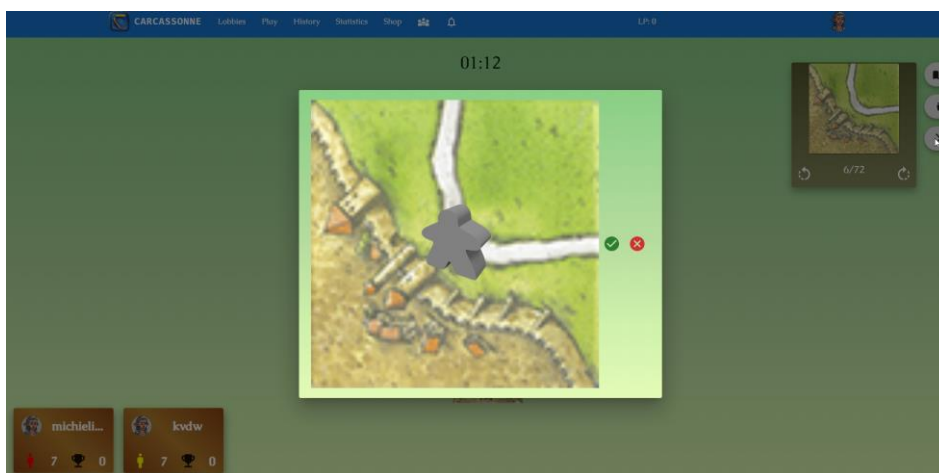 CARCASSONNE Lobbies Play History Statistics Shop LP: 0
01:12
6/72
michieli...
7 0
kvdw
7 0